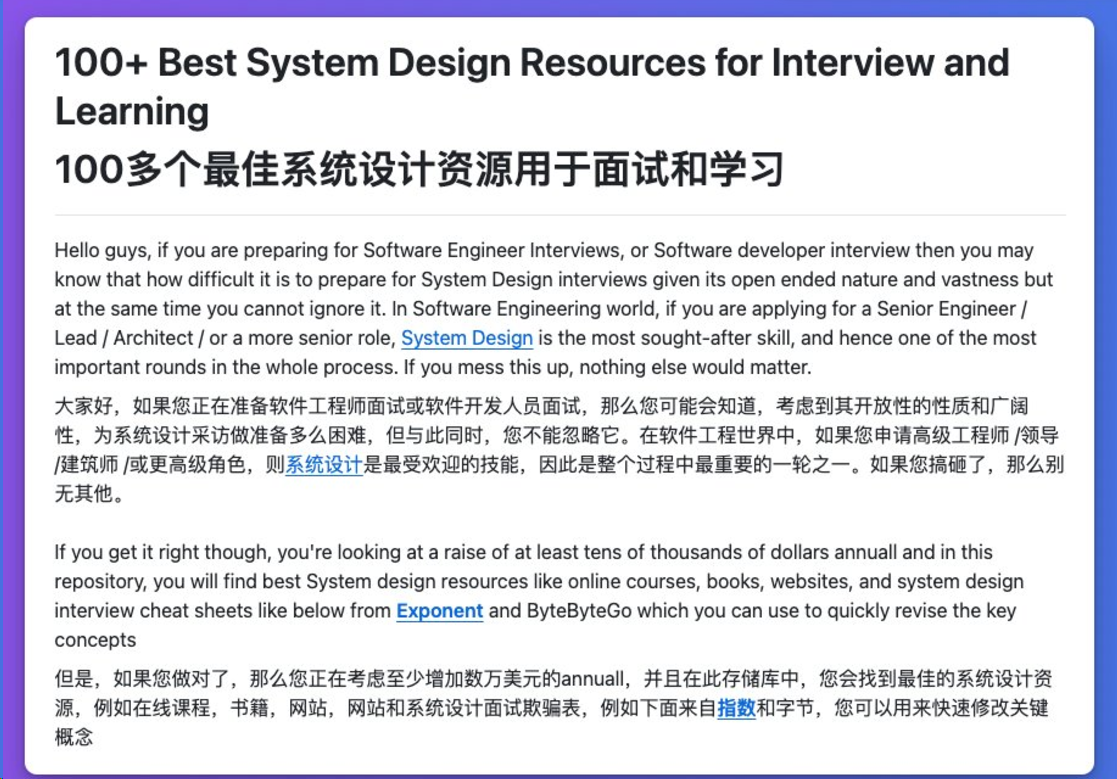 100+ Best System Design Resources for Interview and
Learning
100多个最佳系统设计资源用于面试和学习
Hello guys, if you are preparing for Software Engineer Interviews, or Software developer interview then you may
know that how difficult it is to prepare for System Design interviews given its open ended nature and vastness but
at the same time you cannot ignore it. In Software Engineering world, if you are applying for a Senior Engineer /
Lead / Architect / or a more senior role, System Design is the most sought-after skill, and hence one of the most
important rounds in the whole process. If you mess this up, nothing else would matter.
大家好，如果您正在准备软件工程师面试或软件开发人员面试，那么您可能会知道，考虑到其开放性的性质和广阔
性，为系统设计采访做准备多么困难，但与此同时，您不能忽略它。在软件工程世界中，如果您申请高级工程师 /领导
/建筑师 /或更高级角色，则系统设计是最受欢迎的技能，因此是整个过程中最重要的一轮之一。如果您搞砸了，那么别
无其他。
If you get it right though, you're looking at a raise of at least tens of thousands of dollars annuall and in this
repository, you will find best System design resources like online courses, books, websites, and system design
interview cheat sheets like below from Exponent and ByteByteGo which you can use to quickly revise the key
concepts
但是，如果您做对了，那么您正在考虑至少增加数万美元的annuall，并且在此存储库中，您会找到最佳的系统设计资
源，例如在线课程，书籍，网站，网站和系统设计面试欺骗表，例如下面来自指数和字节，您可以用来快速修改关键
概念